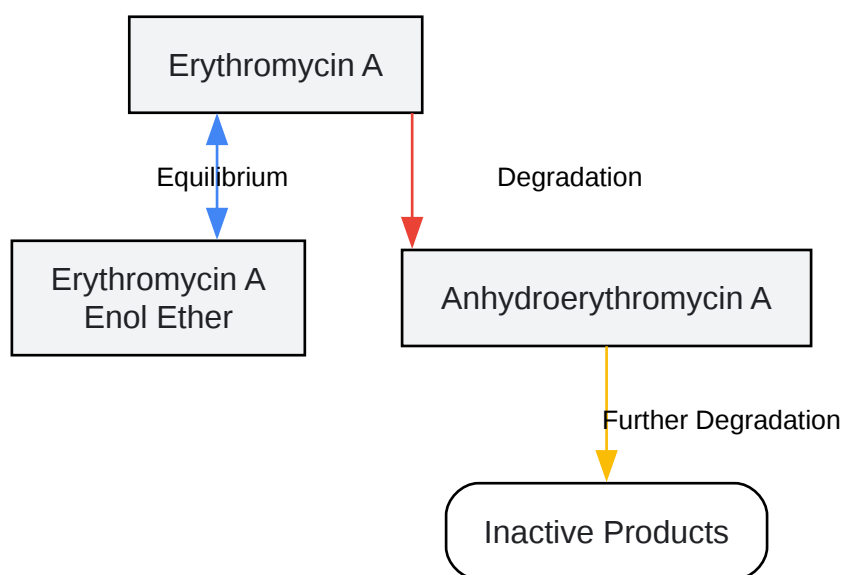 Erythromycin A
Equilibrium
Degradation
Erythromycin A
Enol Ether
Anhydroerythromycin A
Further Degradation
Inactive Products